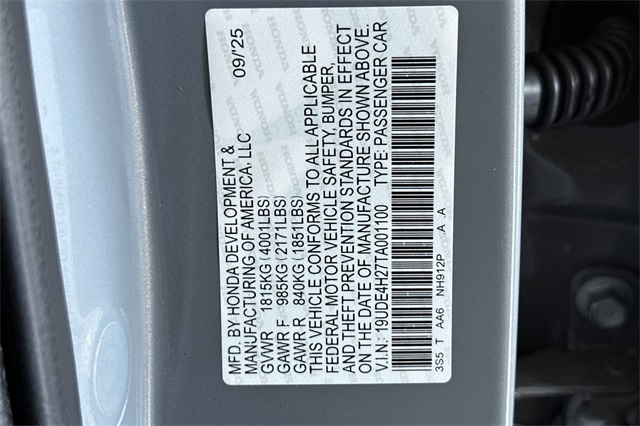 MFD. BY HONDA DEVELOPMENT & 09/'25
MANUFACTURING OF AMERICA, LLC
GVWR 1815KG (4001LBS)
GAWR F 985KG (2171LBS)
GAWR R 840KG (1851LBS)
THIS VEHICLE CONFORMS TO ALL APPLICABLE
FEDERAL MOTOR VEHICLE SAFETY, BUMPER,
AND THEFT PREVENTION STANDARDS IN EFFECT
ON THE DATE OF MANUFACTURE SHOWN ABOVE.
V.I.N.: 19UDE4H27TA001100 TYPE: PASSENGER CAR
3S5 T AA6 NH912P A A
HONDA